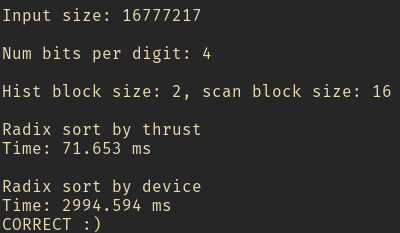 Input size: 16777217
Num bits per digit: 4
Hist block size: 2, scan block size: 16
Radix sort by thrust
Time: 71.653 ms
Radix sort by device
Time: 2994.594 ms
CORRECT :)